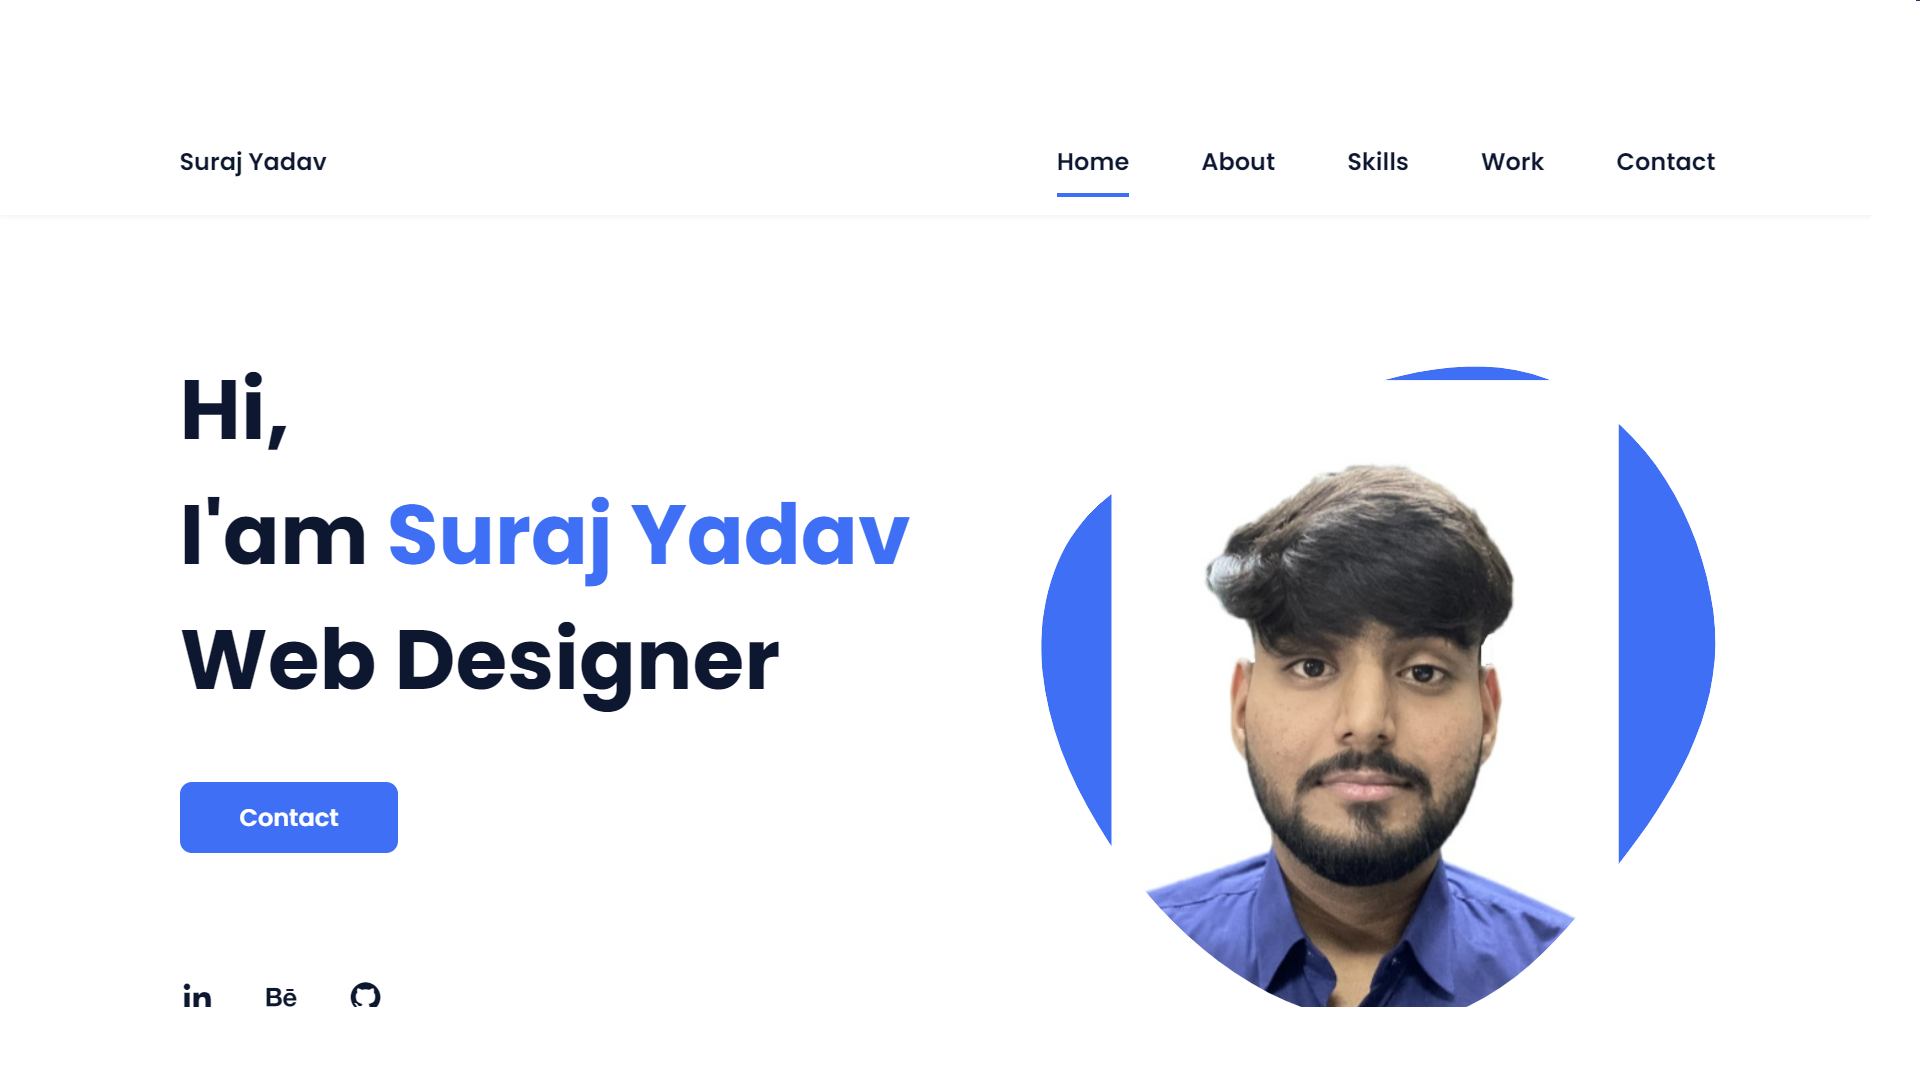 Suraj Yadav
Home About Skills Work Contact
Hi,
I'am Suraj Yadav
Web Designer
Contact
in Bē